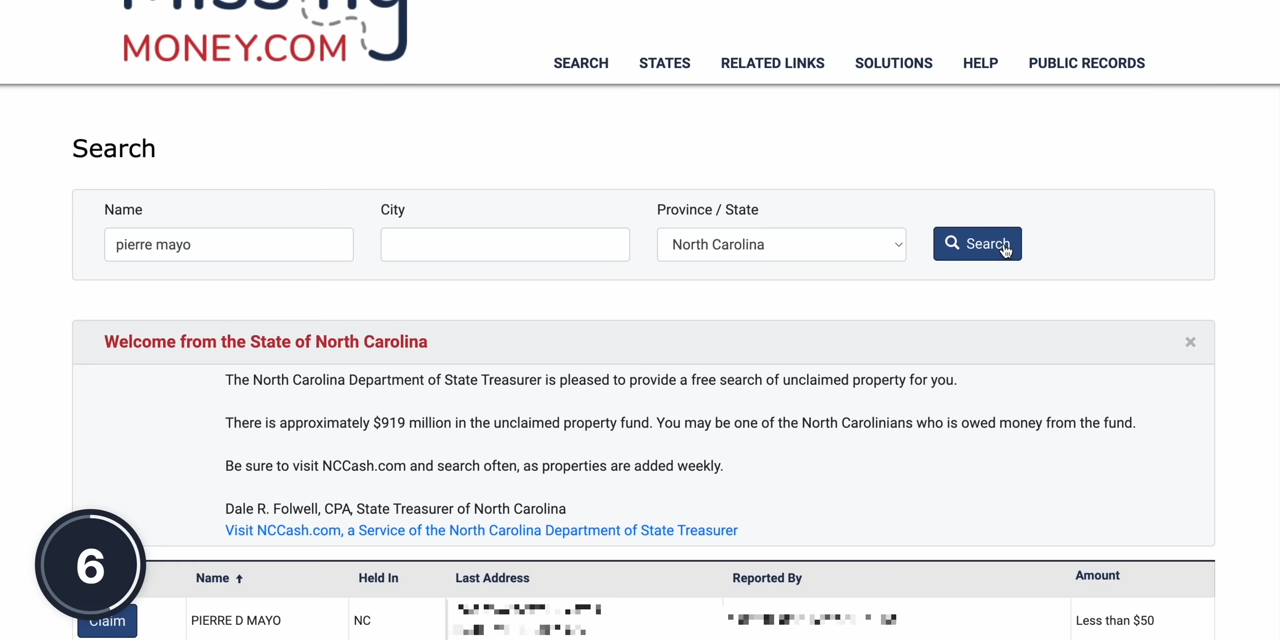 Missing
MONEY.COM
SEARCH STATES RELATED LINKS SOLUTIONS HELP PUBLIC RECORDS
Search
Name City Province / State
pierre mayo North Carolina Search
Welcome from the State of North Carolina ×
The North Carolina Department of State Treasurer is pleased to provide a free search of unclaimed property for you.
There is approximately $919 million in the unclaimed property fund. You may be one of the North Carolinians who is owed money from the fund.
Be sure to visit NCCash.com and search often, as properties are added weekly.
Dale R. Folwell, CPA, State Treasurer of North Carolina
Visit NCCash.com, a Service of the North Carolina Department of State Treasurer
6
Name ↑ Held In Last Address Reported By Amount
Claim PIERRE D MAYO NC Less than $50